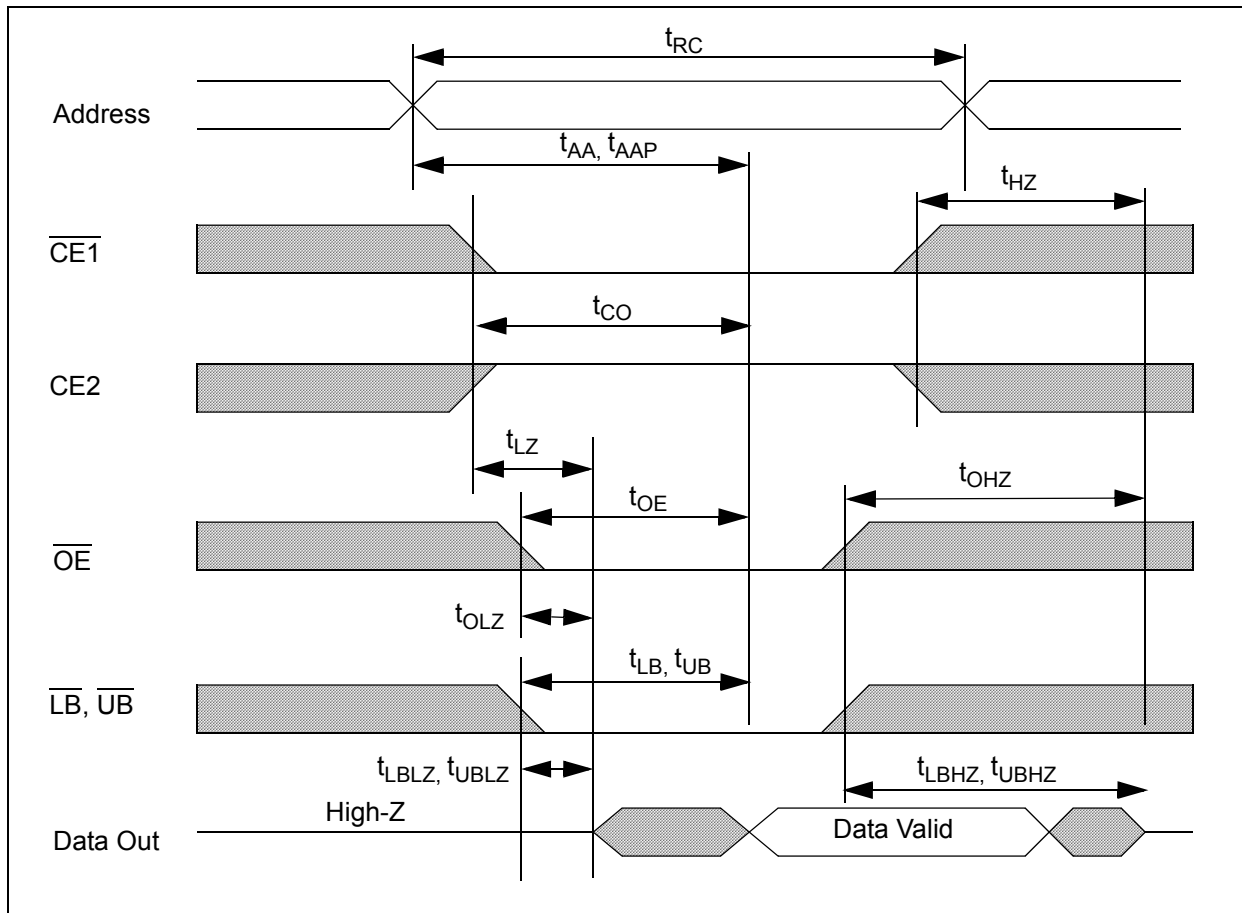 tRC
Address
tAA, tAAP
tHZ
CE1
tCO
CE2
tLZ
tOHZ
tOE
OE
tOLZ
tLB, tUB
LB, UB
tLBLZ, tUBLZ
tLBHZ, tUBHZ
High-Z
Data Valid
Data Out